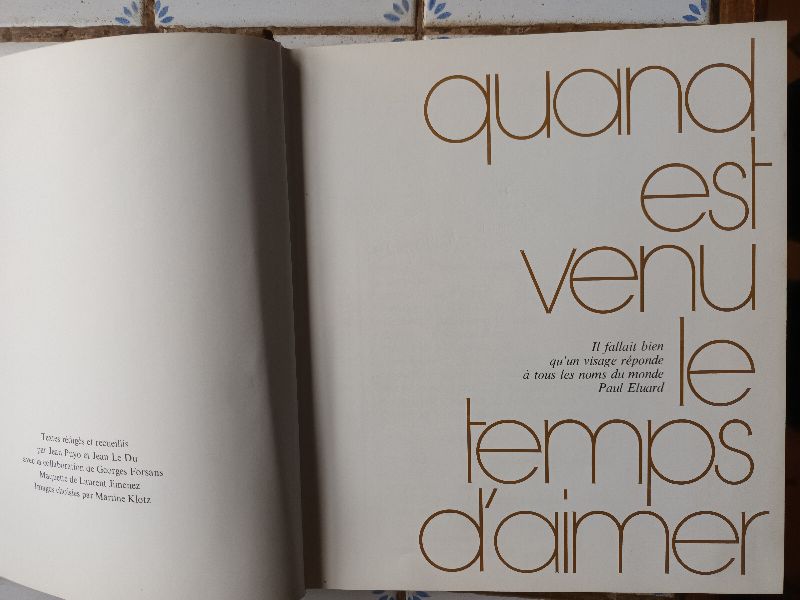 Textes rédigés et recueillis
par Jean Puyo et Jean Le Du
avec la collaboration de Georges Forsans
Maquette de Laurent Jimenez
Images choisies par Martine Klotz
quand
est
venu
le
temps
d'aimer
Il fallait bien
qu'un visage réponde
à tous les noms du monde
Paul Eluard